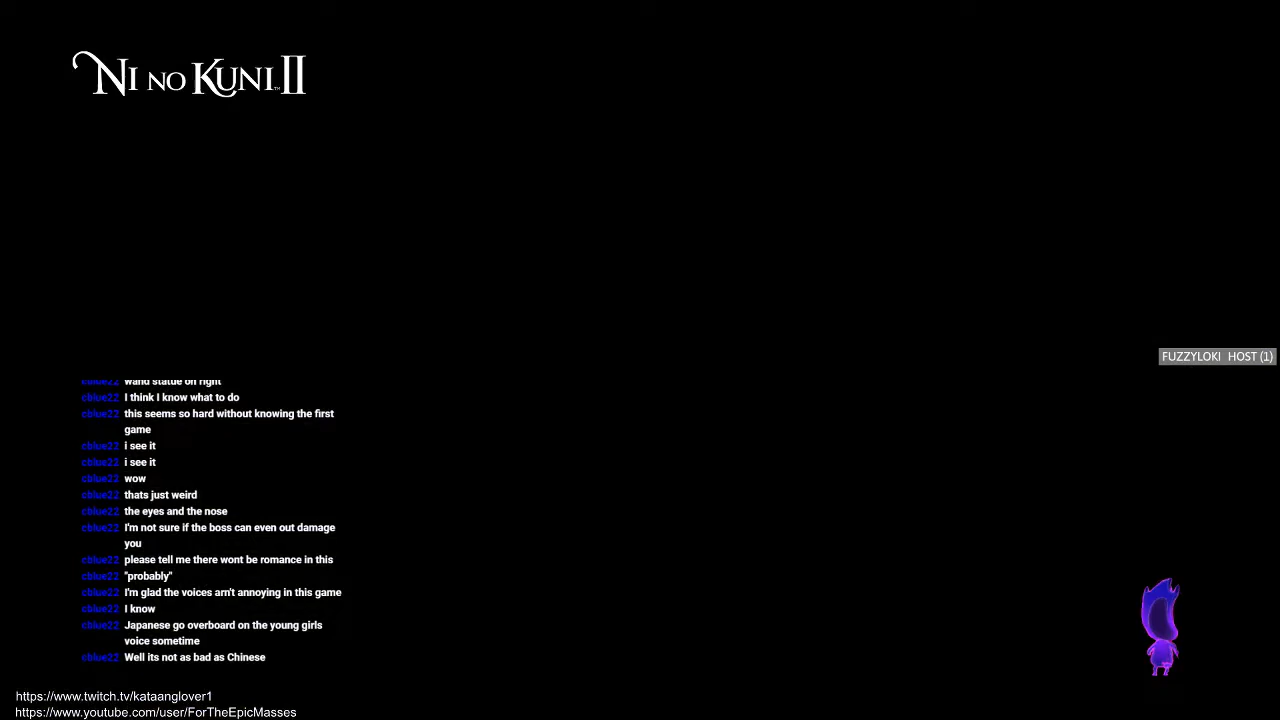 NI NO KUNI™ II
FUZZYLOKI HOST (1)
cblue22 wand statue on right
cblue22 I think I know what to do
cblue22 this seems so hard without knowing the first
game
cblue22 i see it
cblue22 i see it
cblue22 wow
cblue22 thats just weird
cblue22 the eyes and the nose
cblue22 I'm not sure if the boss can even out damage
you
cblue22 please tell me there wont be romance in this
cblue22 "probably"
cblue22 I'm glad the voices arn't annoying in this game
cblue22 I know
cblue22 Japanese go overboard on the young girls
voice sometime
cblue22 Well its not as bad as Chinese
https://www.twitch.tv/kataanglover1
https://www.youtube.com/user/ForTheEpicMasses